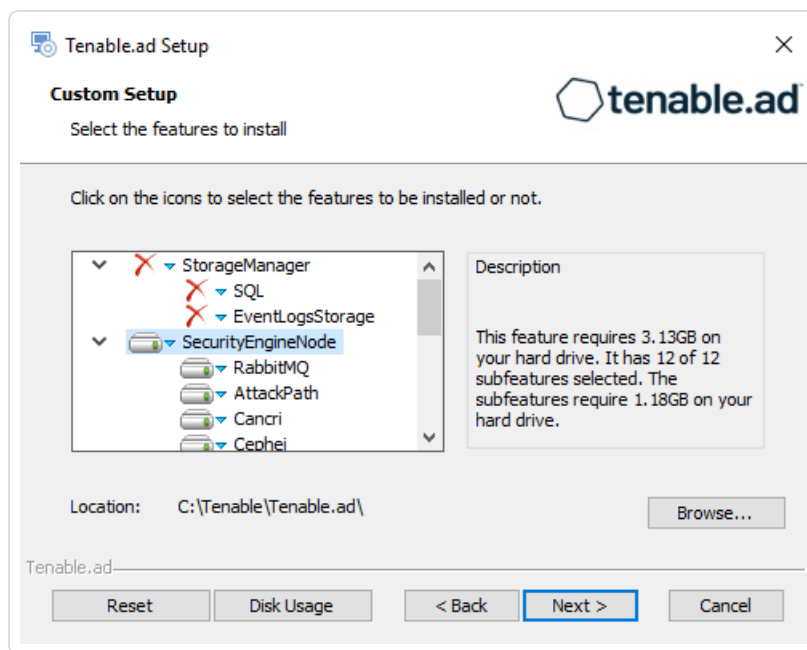 Tenable.ad Setup
Custom Setup
tenable.ad
Select the features to install
Click on the icons to select the features to be installed or not.
StorageManager
SQL
EventLogsStorage
SecurityEngineNode
RabbitMQ
AttackPath
Cancri
Cephei
Description
This feature requires 3.13GB on
your hard drive. It has 12 of 12
subfeatures selected. The
subfeatures require 1.18GB on your
hard drive.
Location: C:\Tenable\Tenable.ad\
Browse...
Tenable.ad
Reset Disk Usage < Back Next > Cancel